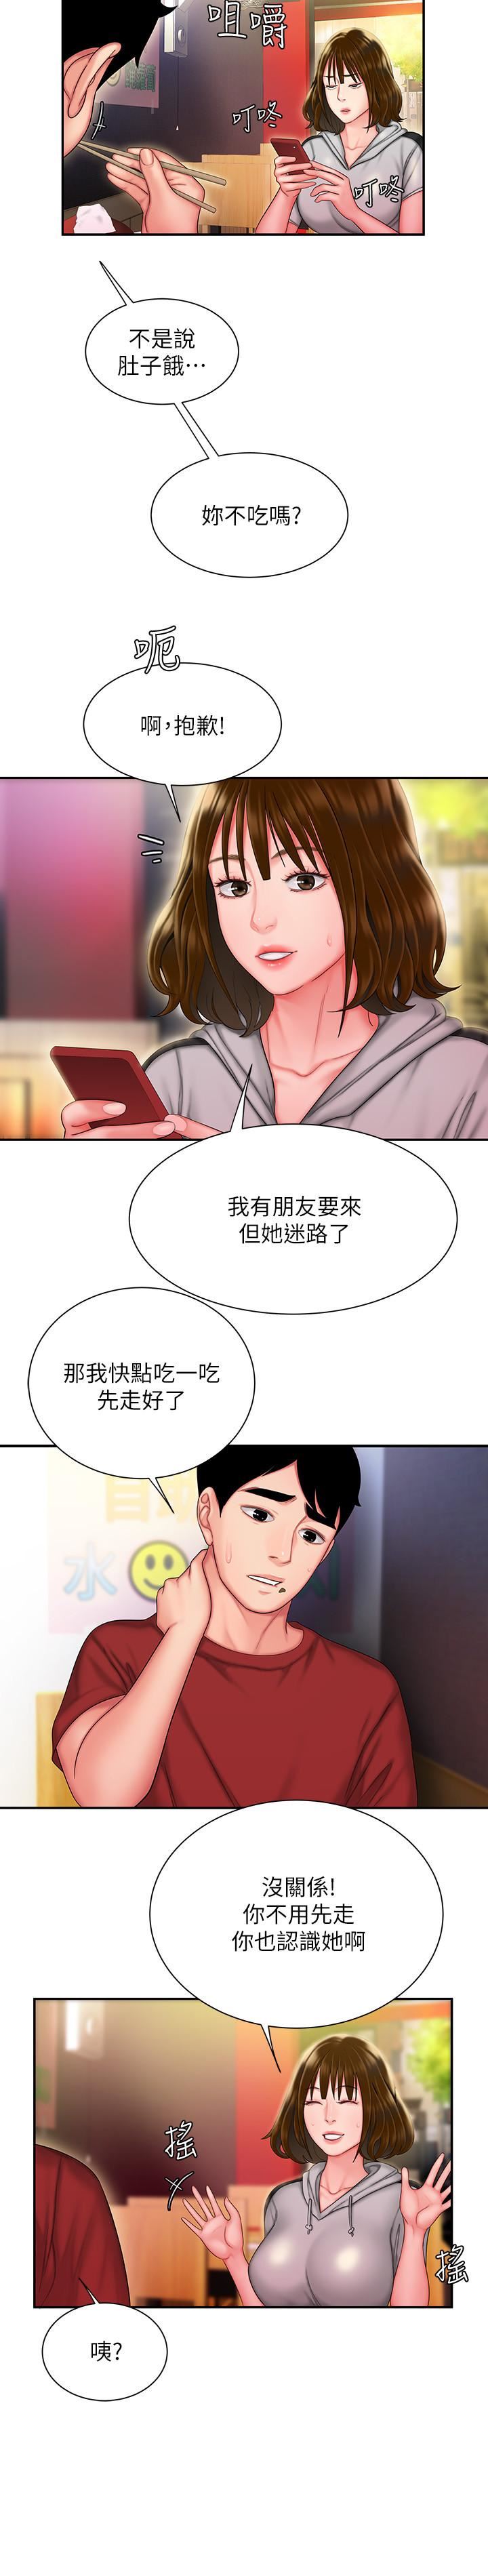 咀嚼
叮咚
叮咚
不是說
肚子餓…
妳不吃嗎?
呃
啊,抱歉!
我有朋友要來
但她迷路了
那我快點吃一吃
先走好了
水
沒關係!
你不用先走
你也認識她啊
搖
搖
咦?